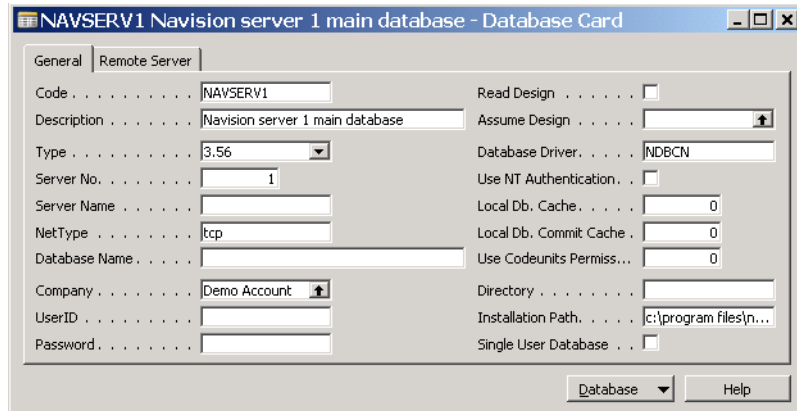 NAVSERV1 Navision server 1 main database - Database Card
General Remote Server
Code . . . . . . . . . . NAVSERV1
Description . . . . . . . Navision server 1 main database
Type . . . . . . . . . . 3.56
Server No. . . . . . . . 1
Server Name . . . . . .
NetType . . . . . . . . tcp
Database Name . . . . .
Company . . . . . . . . Demo Account
UserID . . . . . . . . .
Password . . . . . . . .
Read Design . . . . . .
Assume Design . . . . .
Database Driver. . . . . NDBCN
Use NT Authentication. .
Local Db. Cache. . . . . 0
Local Db. Commit Cache . 0
Use Codeunits Permiss... 0
Directory . . . . . . . .
Installation Path. . . . . c:\program files\n...
Single User Database . .
Database Help